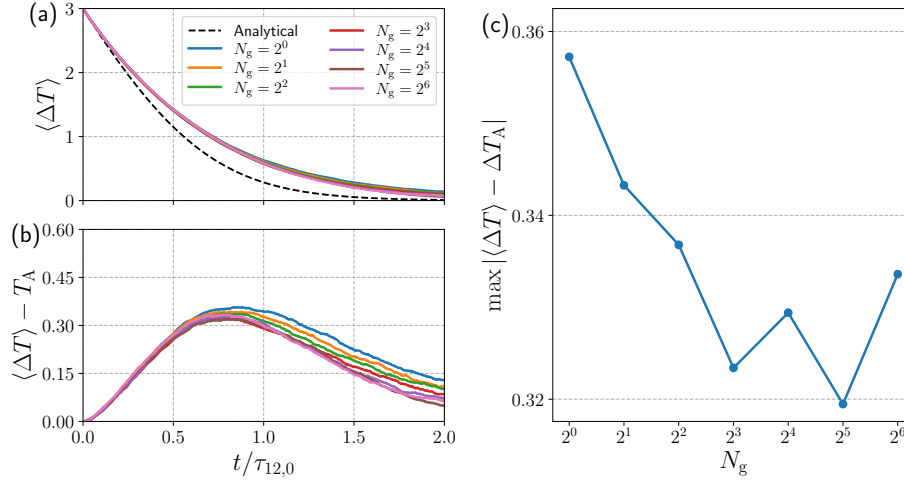 (a)
3
2
1
0
⟨ΔT⟩
Analytical
N_g = 2^0
N_g = 2^1
N_g = 2^2
N_g = 2^3
N_g = 2^4
N_g = 2^5
N_g = 2^6
(b)
0.60
0.45
0.30
0.15
0.00
⟨ΔT⟩ − T_A
0.0 0.5 1.0 1.5 2.0
t/τ_{12,0}
(c)
0.36
0.34
0.32
max |⟨ΔT⟩ − ΔT_A|
2^0 2^1 2^2 2^3 2^4 2^5 2^6
N_g